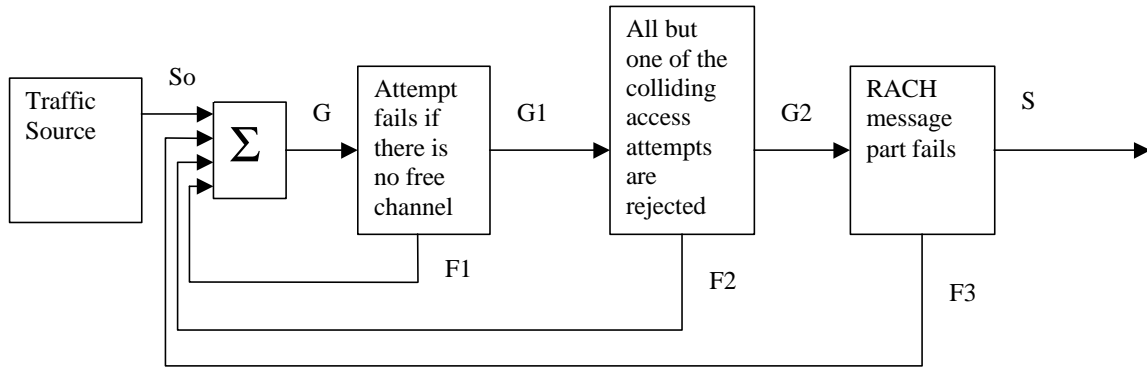 Traffic
Source
So
Σ
G
Attempt
fails if
there is
no free
channel
F1
G1
All but
one of the
colliding
access
attempts
are
rejected
F2
G2
RACH
message
part fails
F3
S